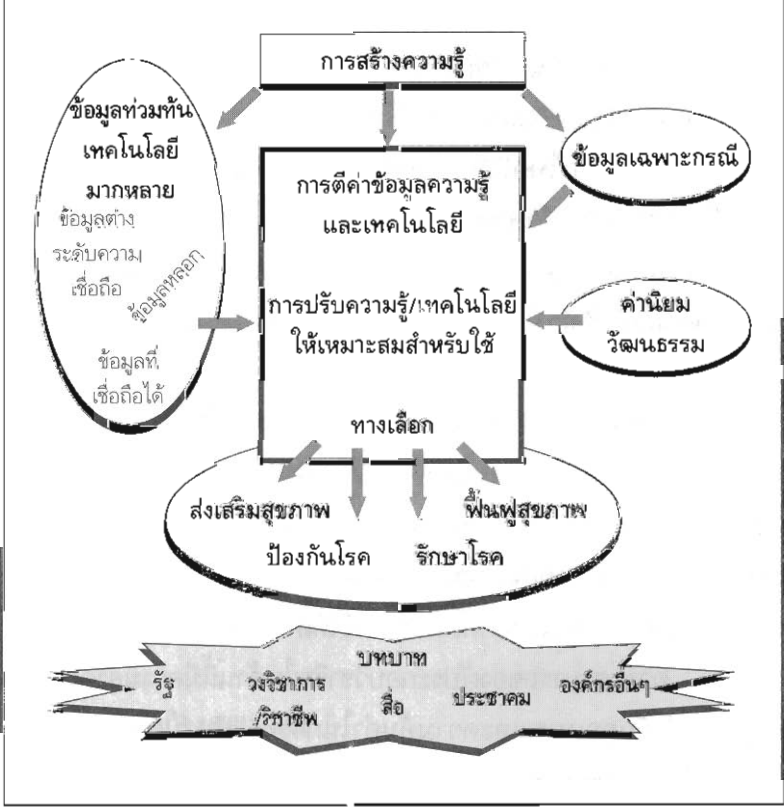 การสร้างความรู้
ข้อมูลท่วมท้น
เทคโนโลยี
มากหลาย
ข้อมูลต่าง
ระดับความ
เชื่อถือ
ข้อมูลหลอก
ข้อมูลที่
เชื่อถือได้
การตีค่าข้อมูลความรู้
และเทคโนโลยี
การปรับความรู้/เทคโนโลยี
ให้เหมาะสมสำหรับใช้
ทางเลือก
ข้อมูลเฉพาะกรณี
ค่านิยม
วัฒนธรรม
ส่งเสริมสุขภาพ
ฟื้นฟูสุขภาพ
ป้องกันโรค
รักษาโรค
บทบาท
รัฐ
วงวิชาการ
/วิชาชีพ
สื่อ
ประชาคม
องค์กรอื่นๆ